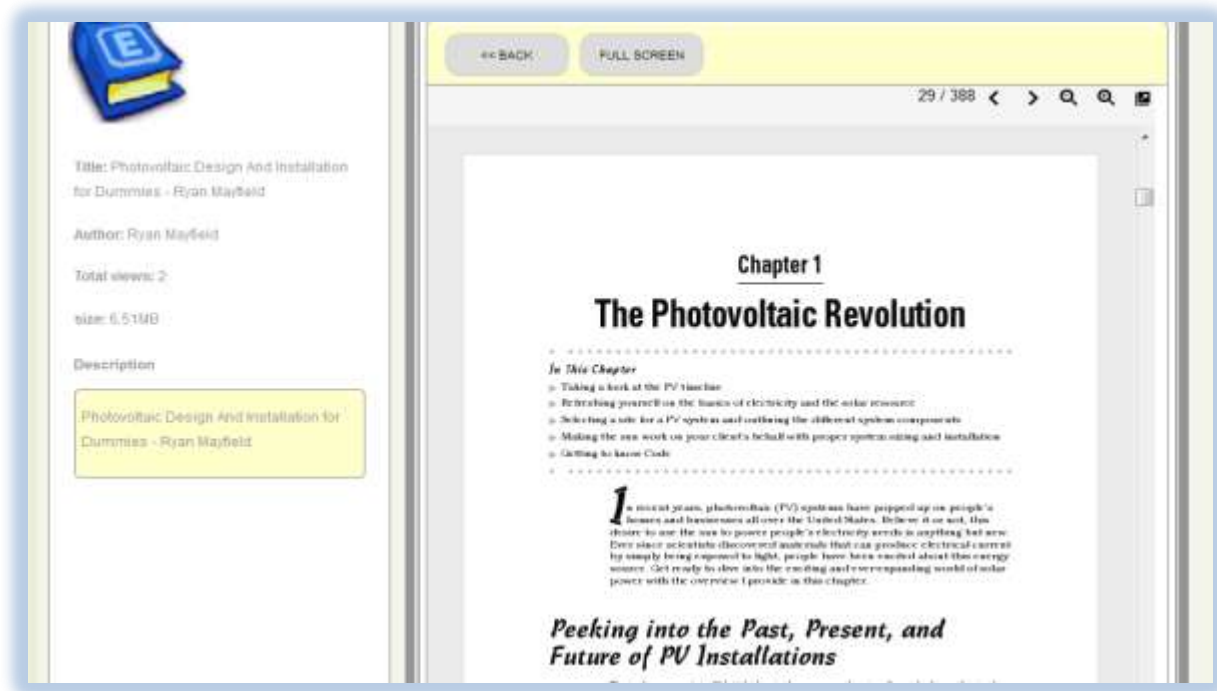 E
Title: Photovoltaic Design And Installation
for Dummies - Ryan Mayfield
Author: Ryan Mayfield
Total views: 2
size: 6.51MB
Description
Photovoltaic Design And Installation for
Dummies - Ryan Mayfield
<< BACK
FULL SCREEN
29 / 388
Chapter 1
The Photovoltaic Revolution
In This Chapter
Taking a look at the PV timeline
Refreshing yourself on the basics of electricity and the solar resource
Selecting a site for a PV system and outlining the different system components
Making the sun work on your client's behalf with proper system sizing and installation
Getting to know Code
In recent years, photovoltaic (PV) systems have popped up on people's
homes and businesses all over the United States. Believe it or not, this
desire to use the sun to power people's electricity needs is anything but new.
Ever since scientists discovered materials that can produce electrical current
by simply being exposed to light, people have been excited about this energy
source. Get ready to dive into the exciting and ever-expanding world of solar
power with the overview I provide in this chapter.
Peeking into the Past, Present, and
Future of PV Installations